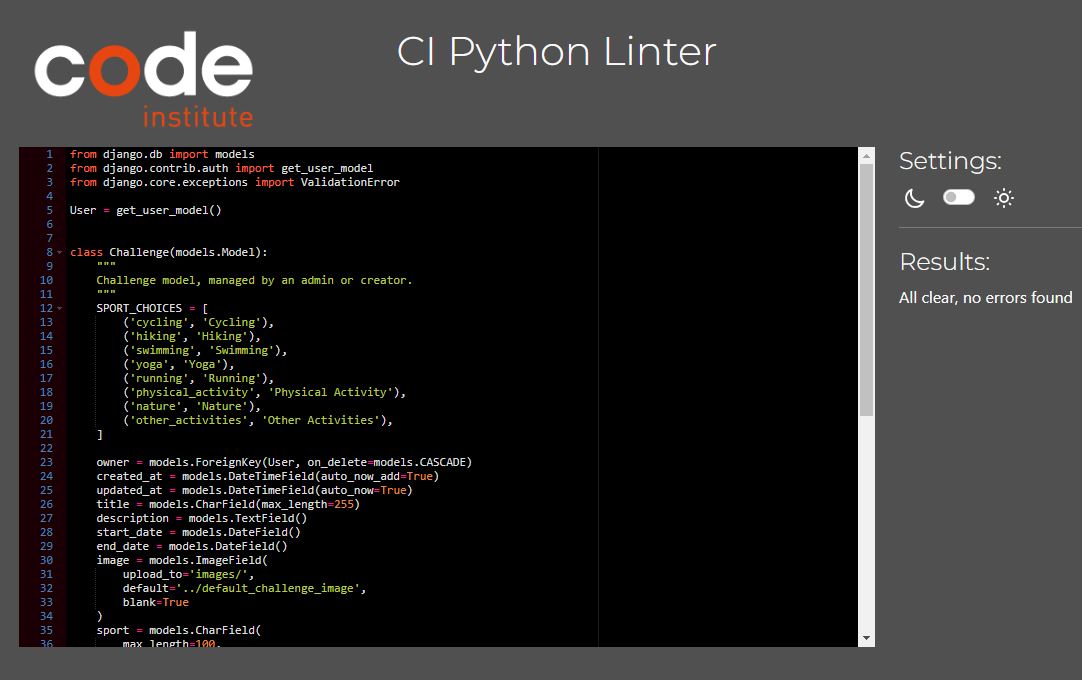 code
institute
CI Python Linter
1 from django.db import models
2 from django.contrib.auth import get_user_model
3 from django.core.exceptions import ValidationError
4
5 User = get_user_model()
6
7
8 class Challenge(models.Model):
9     """
10     Challenge model, managed by an admin or creator.
11     """
12     SPORT_CHOICES = [
13         ('cycling', 'Cycling'),
14         ('hiking', 'Hiking'),
15         ('swimming', 'Swimming'),
16         ('yoga', 'Yoga'),
17         ('running', 'Running'),
18         ('physical_activity', 'Physical Activity'),
19         ('nature', 'Nature'),
20         ('other_activities', 'Other Activities'),
21     ]
22
23     owner = models.ForeignKey(User, on_delete=models.CASCADE)
24     created_at = models.DateTimeField(auto_now_add=True)
25     updated_at = models.DateTimeField(auto_now=True)
26     title = models.CharField(max_length=255)
27     description = models.TextField()
28     start_date = models.DateField()
29     end_date = models.DateField()
30     image = models.ImageField(
31         upload_to='images/',
32         default='../default_challenge_image',
33         blank=True
34     )
35     sport = models.CharField(
36         max_length=100,
Settings:
Results:
All clear, no errors found